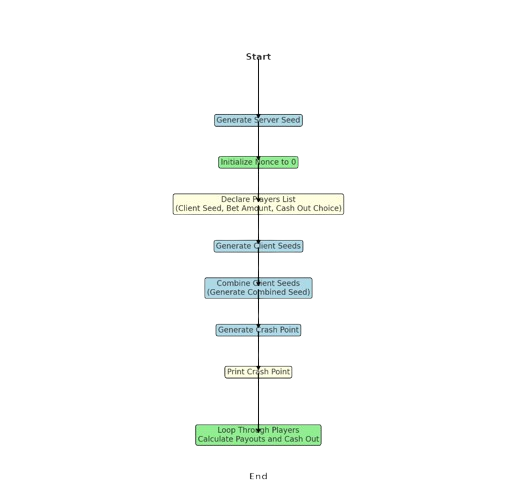 Start
Generate Server Seed
Initialize Nonce to 0
Declare Players List
(Client Seed, Bet Amount, Cash Out Choice)
Generate Client Seeds
Combine Client Seeds
(Generate Combined Seed)
Generate Crash Point
Print Crash Point
Loop Through Players
Calculate Payouts and Cash Out
End